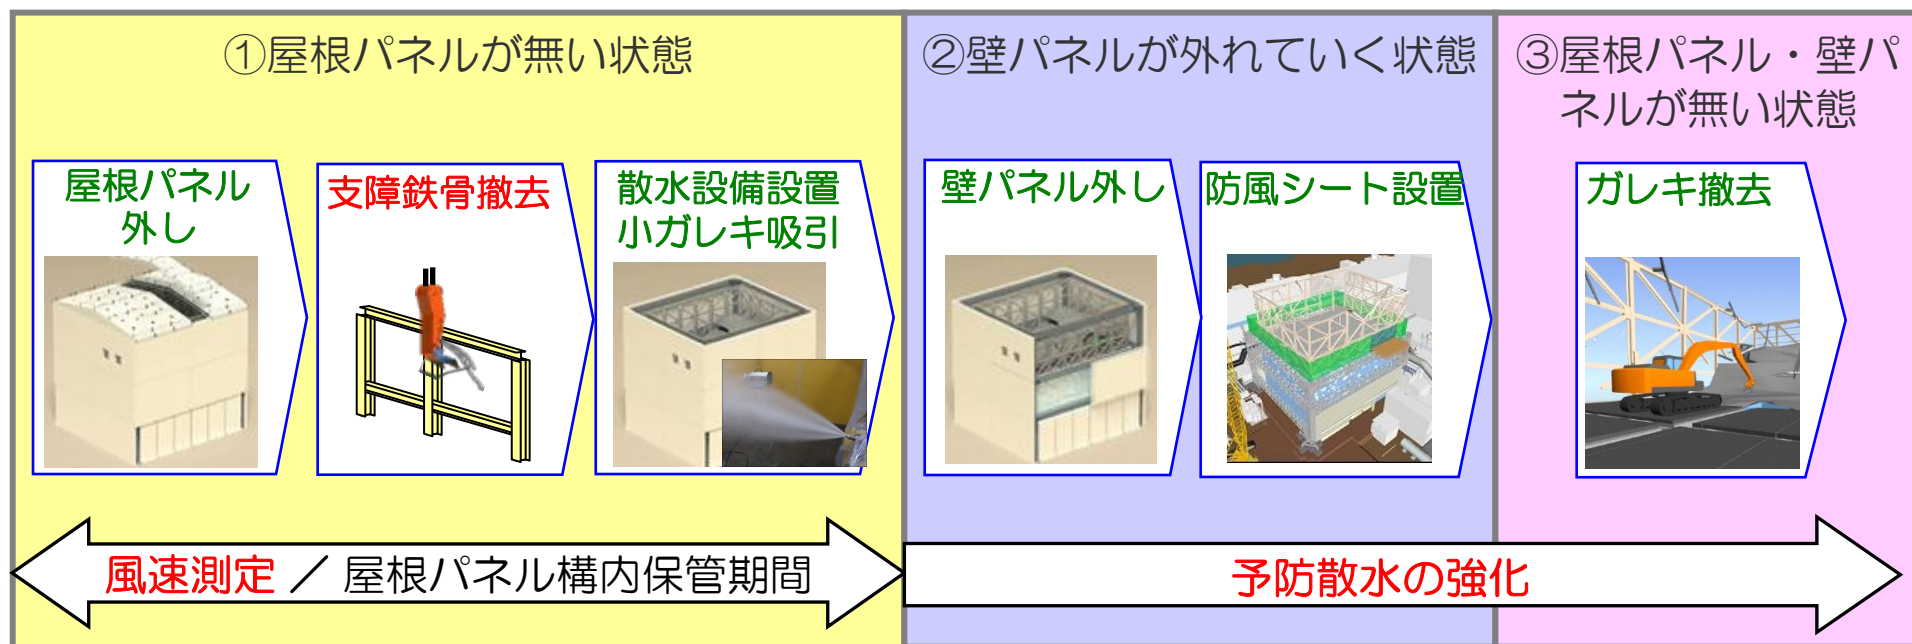 ①屋根パネルが無い状態
②壁パネルが外れていく状態
③屋根パネル・壁パ
ネルが無い状態
屋根パネル
外し
支障鉄骨撤去
散水設備設置
小ガレキ吸引
壁パネル外し
防風シート設置
ガレキ撤去
風速測定 ／ 屋根パネル構内保管期間
予防散水の強化